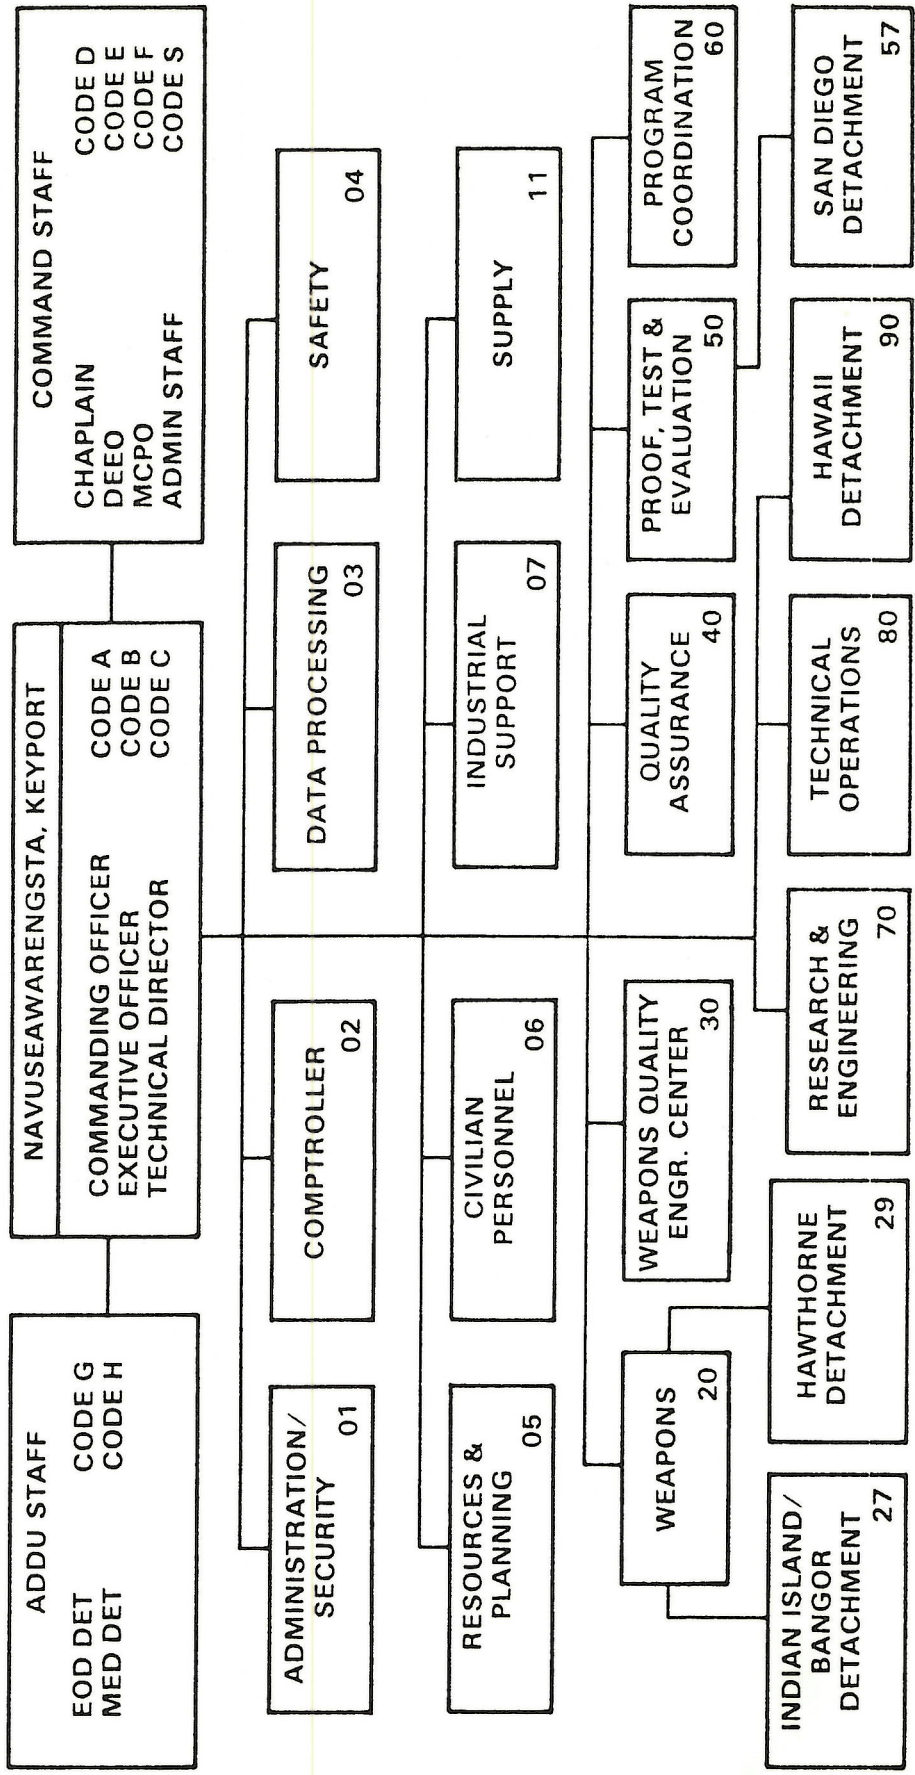 ADDU STAFF
EOD DET CODE G
MED DET CODE H
NAVUSEAWARENGSTA, KEYPORT
COMMANDING OFFICER CODE A
EXECUTIVE OFFICER CODE B
TECHNICAL DIRECTOR CODE C
COMMAND STAFF
CHAPLAIN CODE D
DEEO CODE E
MCPO CODE F
ADMIN STAFF CODE S
ADMINISTRATION/
SECURITY
01
COMPTROLLER
02
DATA PROCESSING
03
SAFETY
04
RESOURCES &
PLANNING
05
CIVILIAN
PERSONNEL
06
INDUSTRIAL
SUPPORT
07
SUPPLY
11
WEAPONS
20
WEAPONS QUALITY
ENGR. CENTER
30
QUALITY
ASSURANCE
40
PROOF, TEST &
EVALUATION
50
PROGRAM
COORDINATION
60
INDIAN ISLAND/
BANGOR
DETACHMENT
27
HAWTHORNE
DETACHMENT
29
RESEARCH &
ENGINEERING
70
TECHNICAL
OPERATIONS
80
HAWAII
DETACHMENT
90
SAN DIEGO
DETACHMENT
57